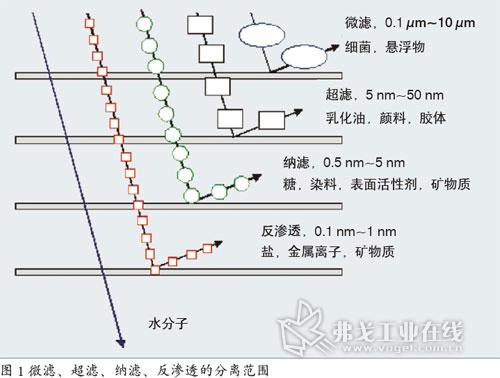 微滤，0.1 μm~10 μm
细菌，悬浮物
超滤，5 nm~50 nm
乳化油，颜料，胶体
纳滤，0.5 nm~5 nm
糖，染料，表面活性剂，矿物质
反渗透，0.1 nm~1 nm
盐，金属离子，矿物质
水分子
弗戈工业在线
www.vogel.com.cn
图 1 微滤、超滤、纳滤、反渗透的分离范围